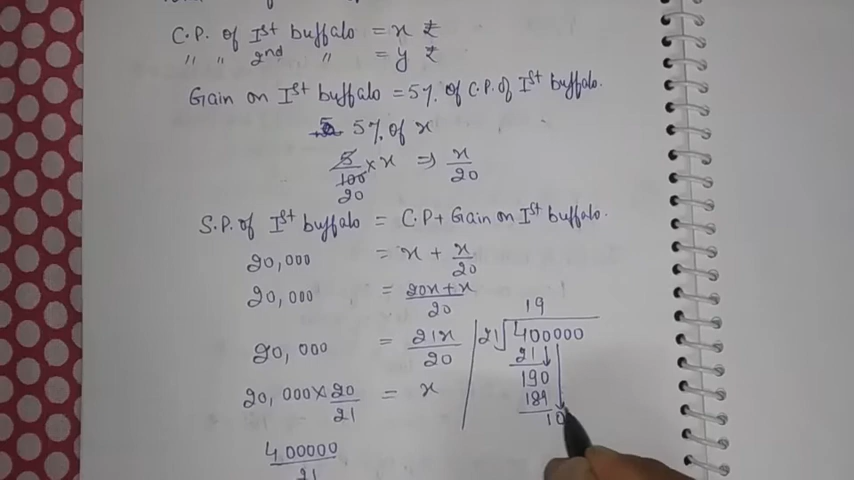 C.P. of Ist buffalo = x ₹
" " 2nd " = y ₹
Gain on Ist buffalo = 5% of C.P. of Ist buffalo.
5% of x
5/100 × x ⇒ x/20
20
S.P. of Ist buffalo = C.P + Gain on Ist buffalo.
20,000 = x + x/20
20,000 = 20x + x/20
20,000 = 21x/20
20,000 × 20/21 = x
400000/21
19
21 400000
21
190
189
10